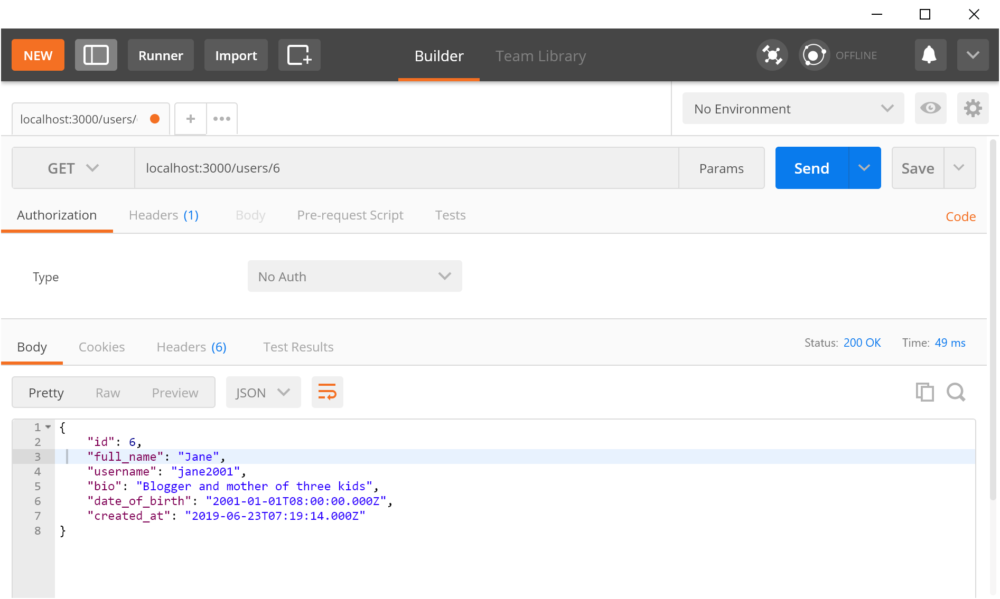 NEW Runner Import Builder Team Library OFFLINE
localhost:3000/users/ + ••• No Environment
GET localhost:3000/users/6 Params Send Save
Authorization Headers (1) Body Pre-request Script Tests Code
Type No Auth
Body Cookies Headers (6) Test Results Status: 200 OK Time: 49 ms
Pretty Raw Preview JSON
1 {
2 "id": 6,
3 "full_name": "Jane",
4 "username": "jane2001",
5 "bio": "Blogger and mother of three kids",
6 "date_of_birth": "2001-01-01T08:00:00.000Z",
7 "created_at": "2019-06-23T07:19:14.000Z"
8 }